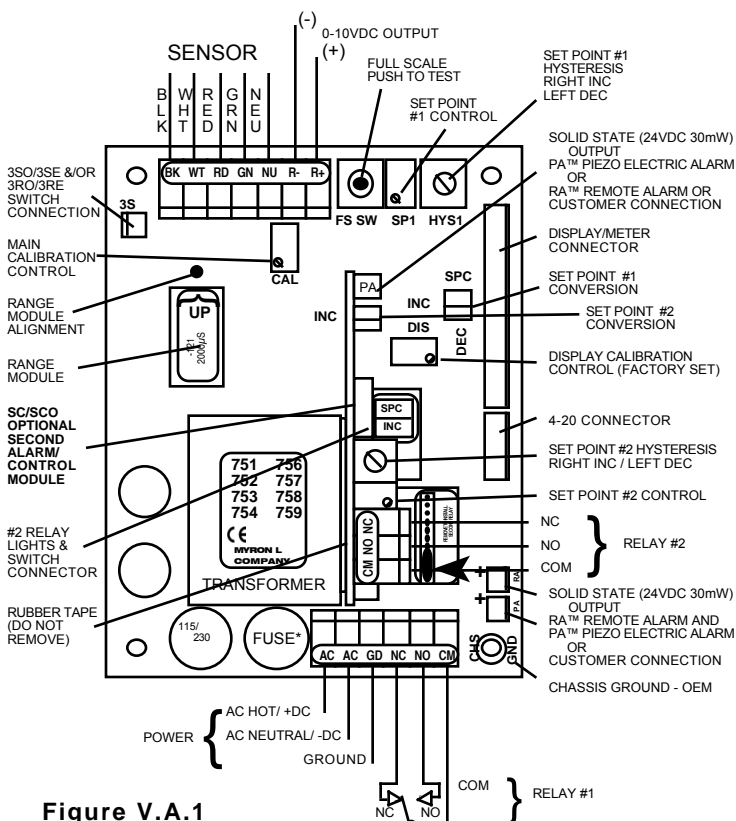 (-)
0-10VDC OUTPUT
(+)
SENSOR
BLK
WHT
RED
GRN
NEU
FULL SCALE
PUSH TO TEST
SET POINT
#1 CONTROL
SET POINT #1
HYSTERESIS
RIGHT INC
LEFT DEC
SOLID STATE (24VDC 30mW)
OUTPUT
PA™ PIEZO ELECTRIC ALARM
OR
RA™ REMOTE ALARM OR
CUSTOMER CONNECTION
3SO/3SE &/OR
3RO/3RE
SWITCH
CONNECTION
3S
BK WT RD GN NU R- R+
FS SW SP1 HYS1
MAIN
CALIBRATION
CONTROL
CAL
DISPLAY/METER
CONNECTOR
PA
SPC
INC
INC
DEC
SET POINT #1
CONVERSION
SET POINT #2
CONVERSION
RANGE
MODULE
ALIGNMENT
UP
-121
2000µS
DIS
DISPLAY CALIBRATION
CONTROL (FACTORY SET)
RANGE
MODULE
SC/SCO
OPTIONAL
SECOND
ALARM/
CONTROL
MODULE
SPC
INC
4-20 CONNECTOR
751 756
752 757
753 758
754 759
CE
MYRON L
COMPANY
TRANSFORMER
SET POINT #2 HYSTERESIS
RIGHT INC / LEFT DEC
SET POINT #2 CONTROL
#2 RELAY
LIGHTS &
SWITCH
CONNECTOR
CM NO NC
NC
NO
COM
RELAY #2
RUBBER TAPE
(DO NOT
REMOVE)
+
RA
+
PA
SOLID STATE (24VDC 30mW)
OUTPUT
RA™ REMOTE ALARM AND
PA™ PIEZO ELECTRIC ALARM
OR
CUSTOMER CONNECTION
115/
230
FUSE*
AC AC GD NC NO CM
CHS
GND
CHASSIS GROUND - OEM
POWER
AC HOT/ +DC
AC NEUTRAL/ -DC
GROUND
NC
NO
COM
RELAY #1
Figure V.A.1